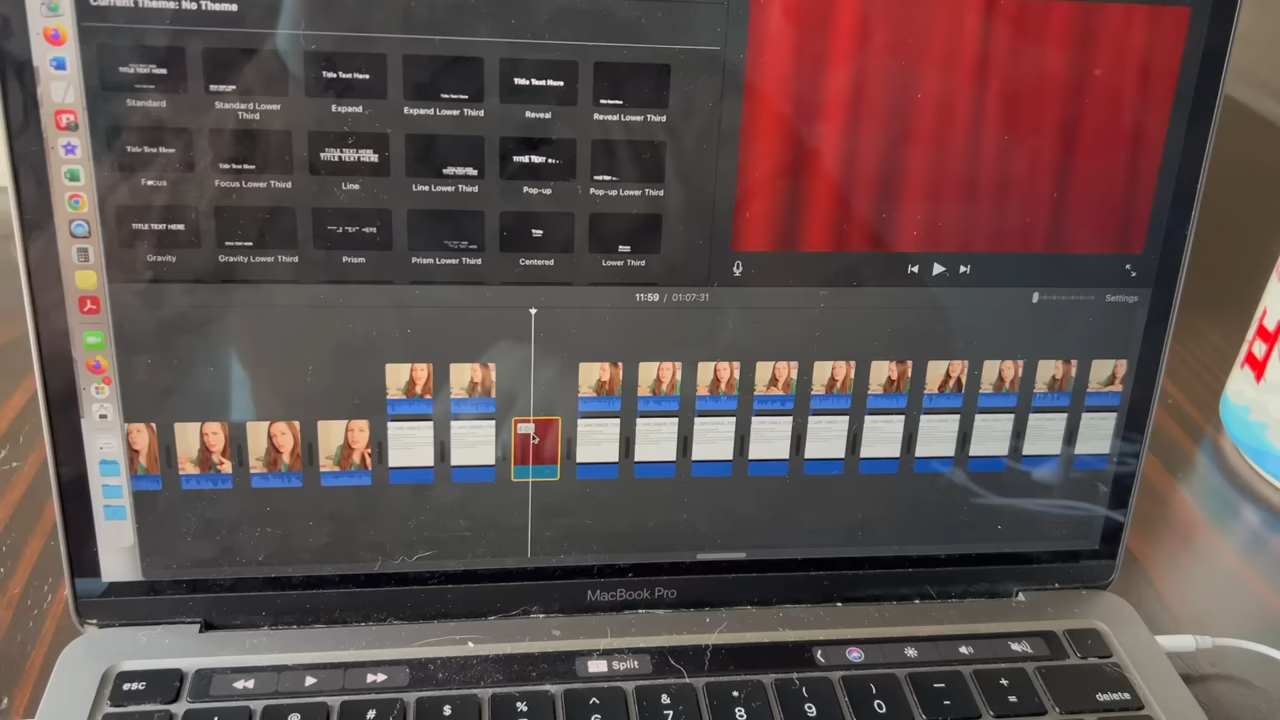 Current Theme: No Theme
TITLE TEXT HERE
Title Text Here
Title Text Here
Standard
Standard Lower Third
Expand
Expand Lower Third
Reveal
Reveal Lower Third
Title Text Here
TITLE TEXT HERE
TITLE TEXT HERE
TITLE TEXT
Focus
Focus Lower Third
Line
Line Lower Third
Pop-up
Pop-up Lower Third
TITLE TEXT HERE
Title
Gravity
Gravity Lower Third
Prism
Prism Lower Third
Centered
Lower Third
11:59 / 01:07:31
Settings
MacBook Pro
esc
Split
# $ % ^ & * ( ) — +
7 8 9 0 - =
delete